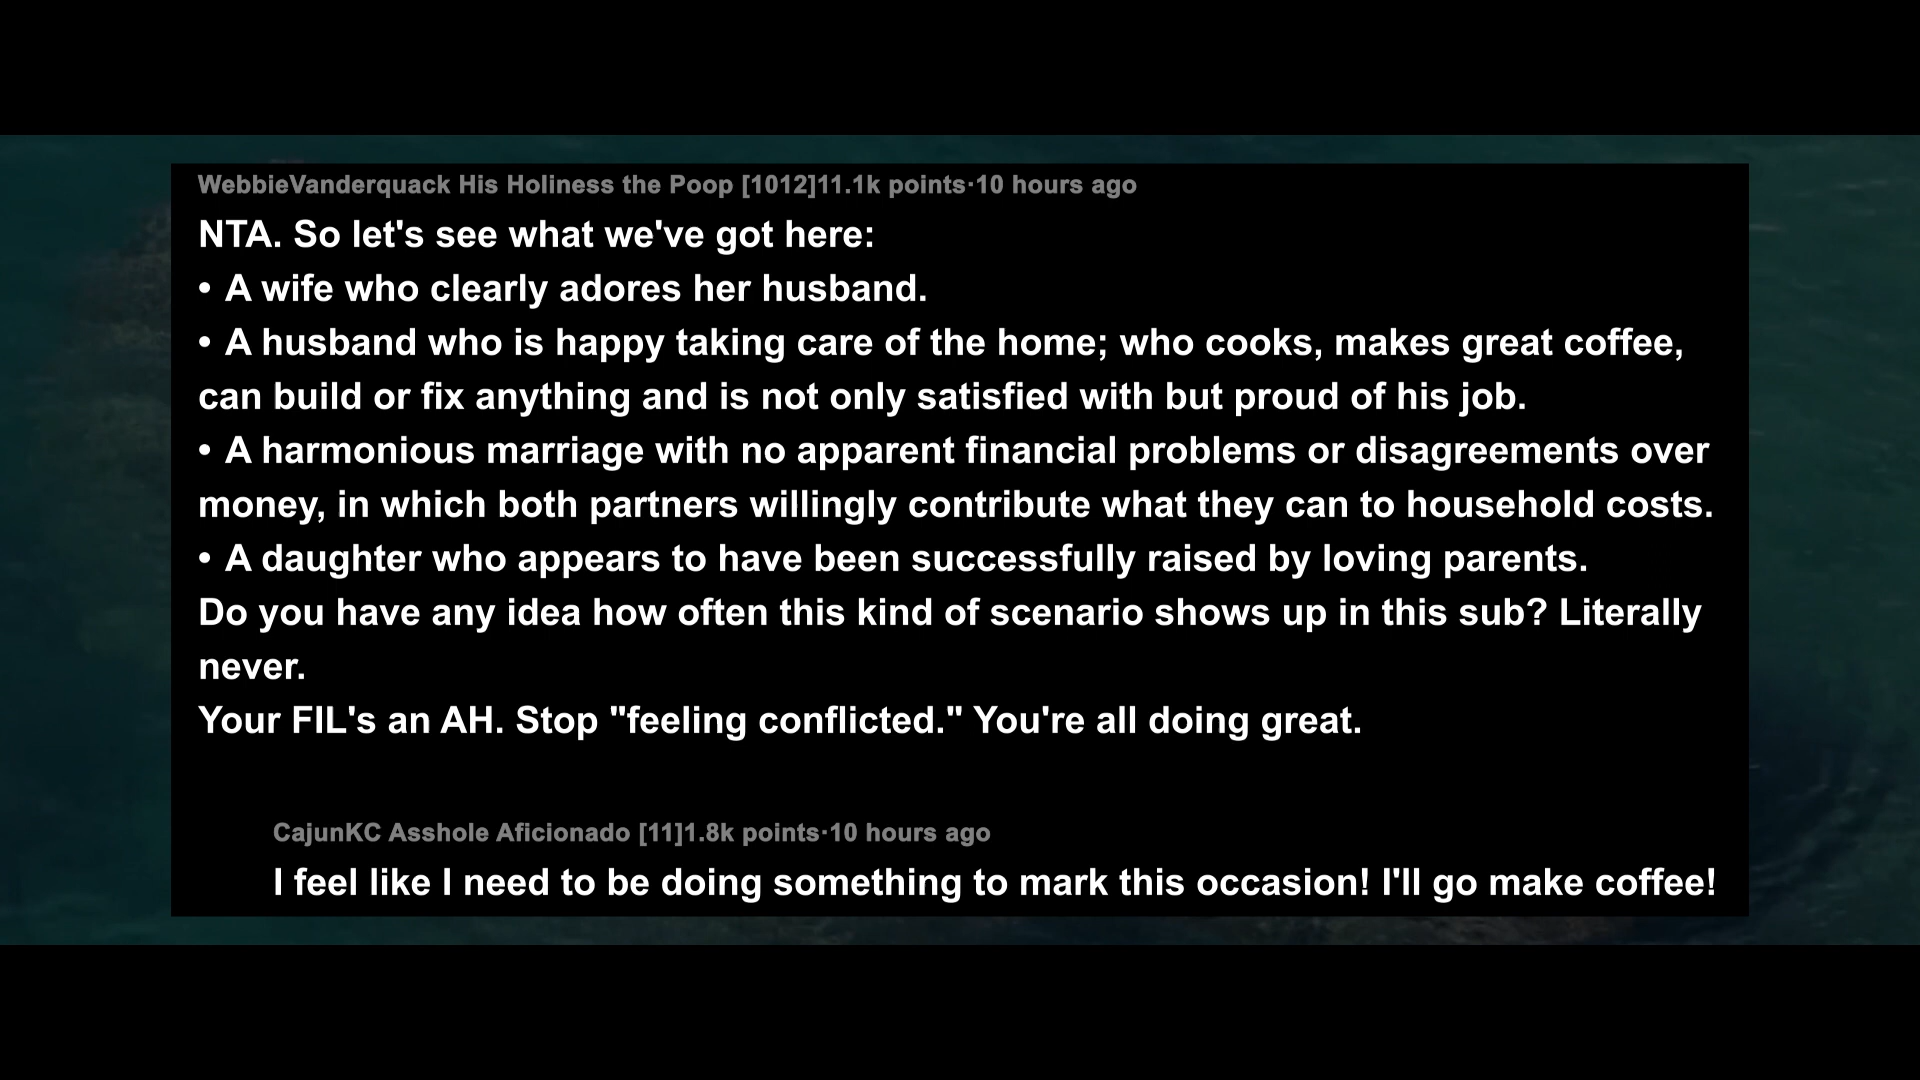 WebbieVanderquack His Holiness the Poop [1012]11.1k points·10 hours ago
NTA. So let's see what we've got here:
• A wife who clearly adores her husband.
• A husband who is happy taking care of the home; who cooks, makes great coffee,
can build or fix anything and is not only satisfied with but proud of his job.
• A harmonious marriage with no apparent financial problems or disagreements over
money, in which both partners willingly contribute what they can to household costs.
• A daughter who appears to have been successfully raised by loving parents.
Do you have any idea how often this kind of scenario shows up in this sub? Literally
never.
Your FIL's an AH. Stop "feeling conflicted." You're all doing great.
CajunKC Asshole Aficionado [11]1.8k points·10 hours ago
I feel like I need to be doing something to mark this occasion! I'll go make coffee!